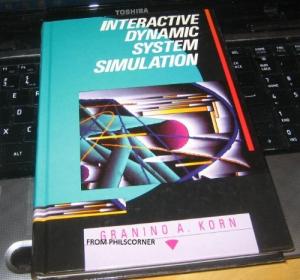 TOSHIBA
INTERACTIVE
DYNAMIC
SYSTEM
SIMULATION
GRANINO A. KORN
FROM PHILSCORNER